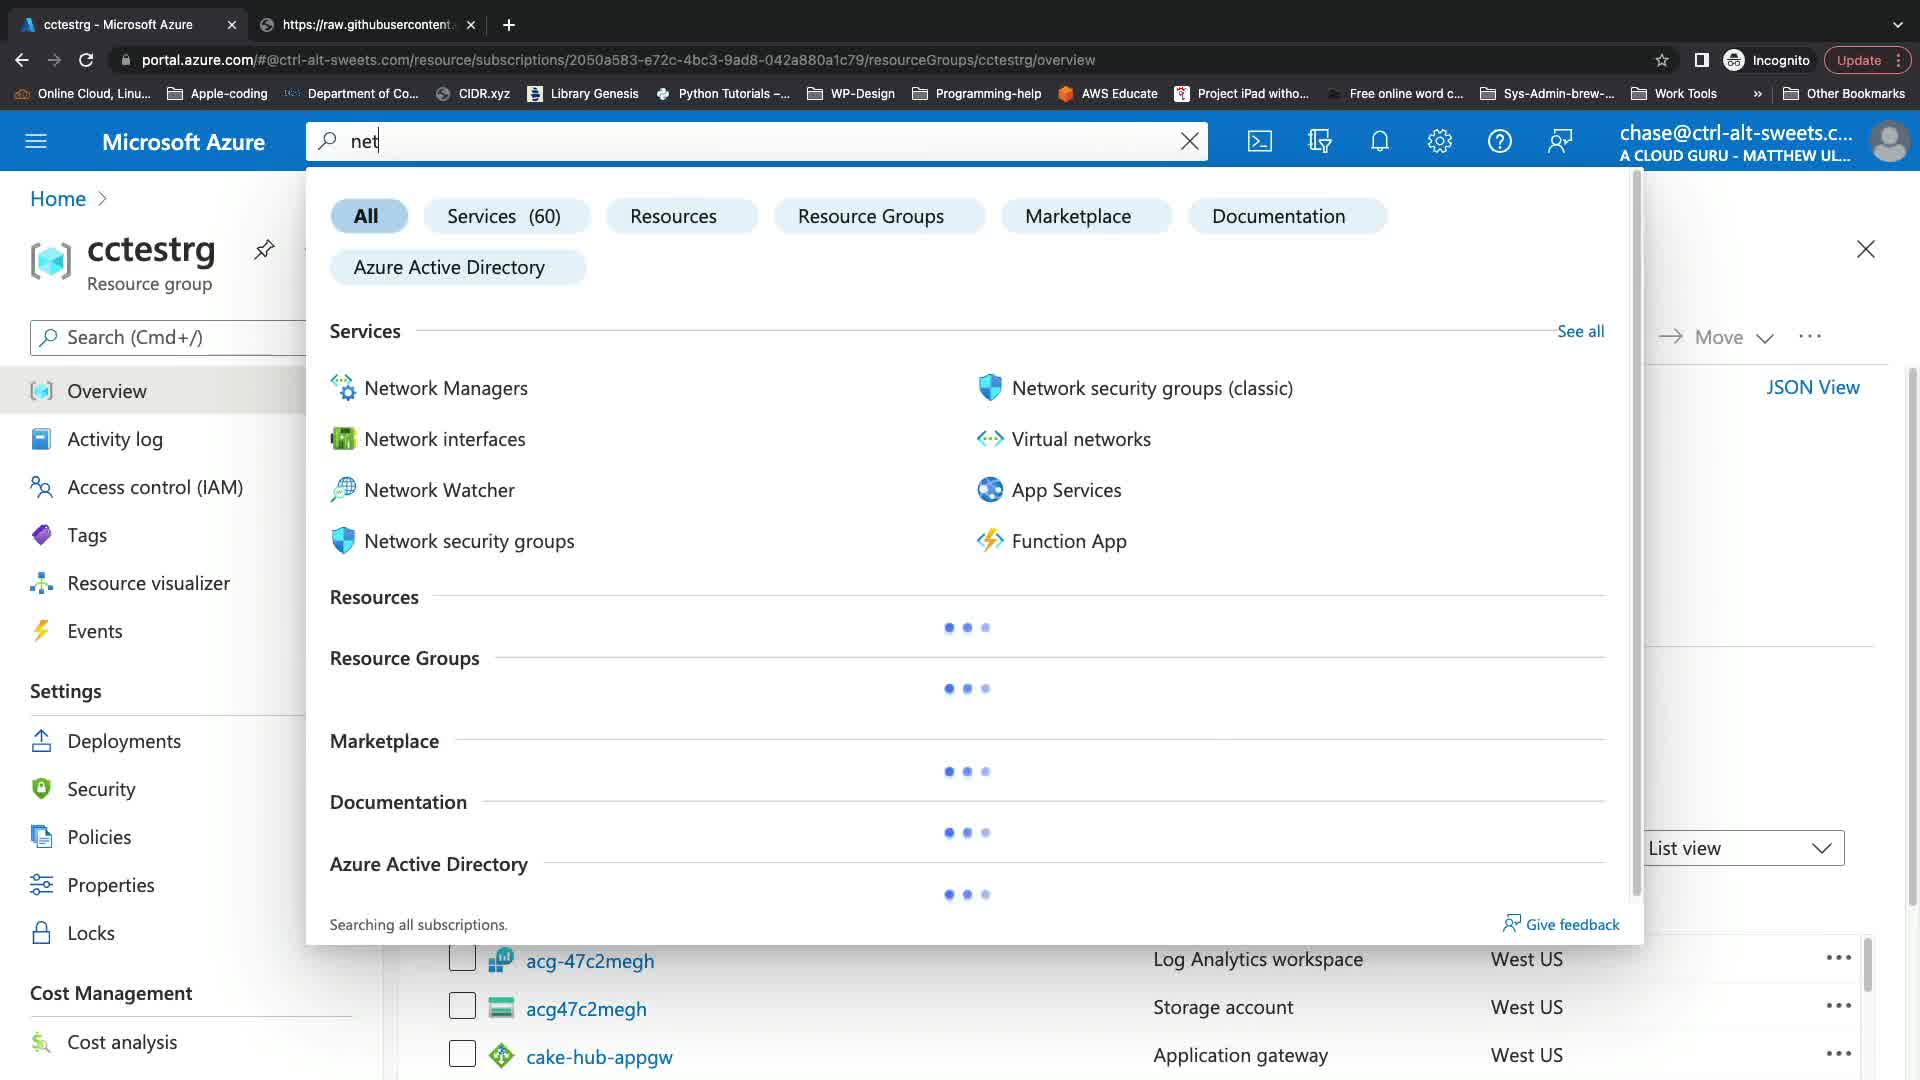 cctestrg - Microsoft Azure
https://raw.githubusercontent.
portal.azure.com/#@ctrl-alt-sweets.com/resource/subscriptions/2050a583-e72c-4bc3-9ad8-042a880a1c79/resourceGroups/cctestrg/overview
Incognito
Update
Online Cloud, Linu...
Apple-coding
Department of Co...
CIDR.xyz
Library Genesis
Python Tutorials –...
WP-Design
Programming-help
AWS Educate
Project iPad witho...
Free online word c...
Sys-Admin-brew-...
Work Tools
»
Other Bookmarks
Microsoft Azure
net
chase@ctrl-alt-sweets.c...
A CLOUD GURU - MATTHEW UL...
Home
cctestrg
Resource group
Search (Cmd+/)
Overview
Activity log
Access control (IAM)
Tags
Resource visualizer
Events
Settings
Deployments
Security
Policies
Properties
Locks
Cost Management
Cost analysis
All
Services (60)
Resources
Resource Groups
Marketplace
Documentation
Azure Active Directory
Services
See all
Network Managers
Network security groups (classic)
Network interfaces
Virtual networks
Network Watcher
App Services
Network security groups
Function App
Resources
Resource Groups
Marketplace
Documentation
Azure Active Directory
Searching all subscriptions.
Give feedback
Move
JSON View
List view
acg-47c2megh
Log Analytics workspace
West US
acg47c2megh
Storage account
West US
cake-hub-appgw
Application gateway
West US